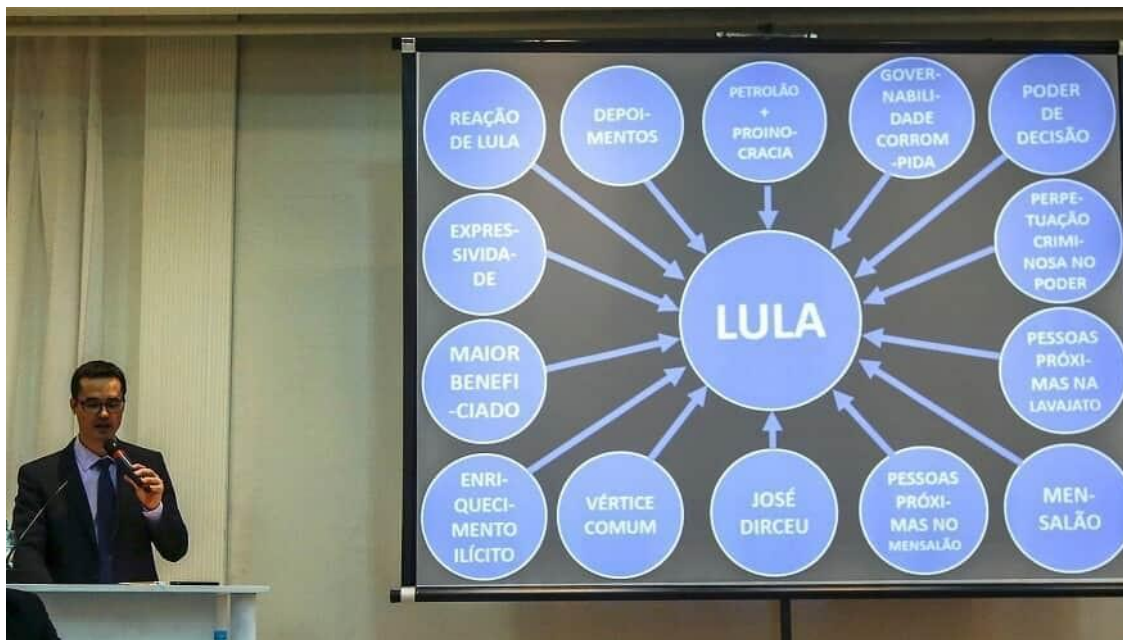 REAÇÃO
DE LULA
DEPOI-
MENTOS
PETROLÃO
+
PROINO-
CRACIA
GOVER-
NABILI-
DADE
CORROM
-PIDA
PODER
DE
DECISÃO
EXPRES-
SIVIDA-
DE
LULA
PERPE-
TUAÇÃO
CRIMI-
NOSA NO
PODER
MAIOR
BENEFI
-CIADO
PESSOAS
PRÓXI-
MAS NA
LAVAJATO
ENRI-
QUECI-
MENTO
ILÍCITO
VÉRTICE
COMUM
JOSÉ
DIRCEU
PESSOAS
PRÓXI-
MAS NO
MENSALÃO
MEN-
SALÃO